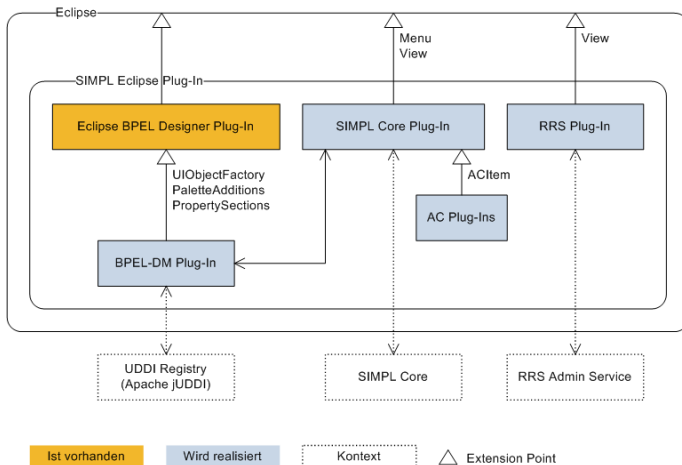 Eclipse
Menu
View
View
SIMPL Eclipse Plug-In
Eclipse BPEL Designer Plug-In
SIMPL Core Plug-In
RRS Plug-In
UIObjectFactory
PaletteAdditions
PropertySections
ACItem
AC Plug-Ins
BPEL-DM Plug-In
UDDI Registry
(Apache jUDDI)
SIMPL Core
RRS Admin Service
Ist vorhanden
Wird realisiert
Kontext
Extension Point